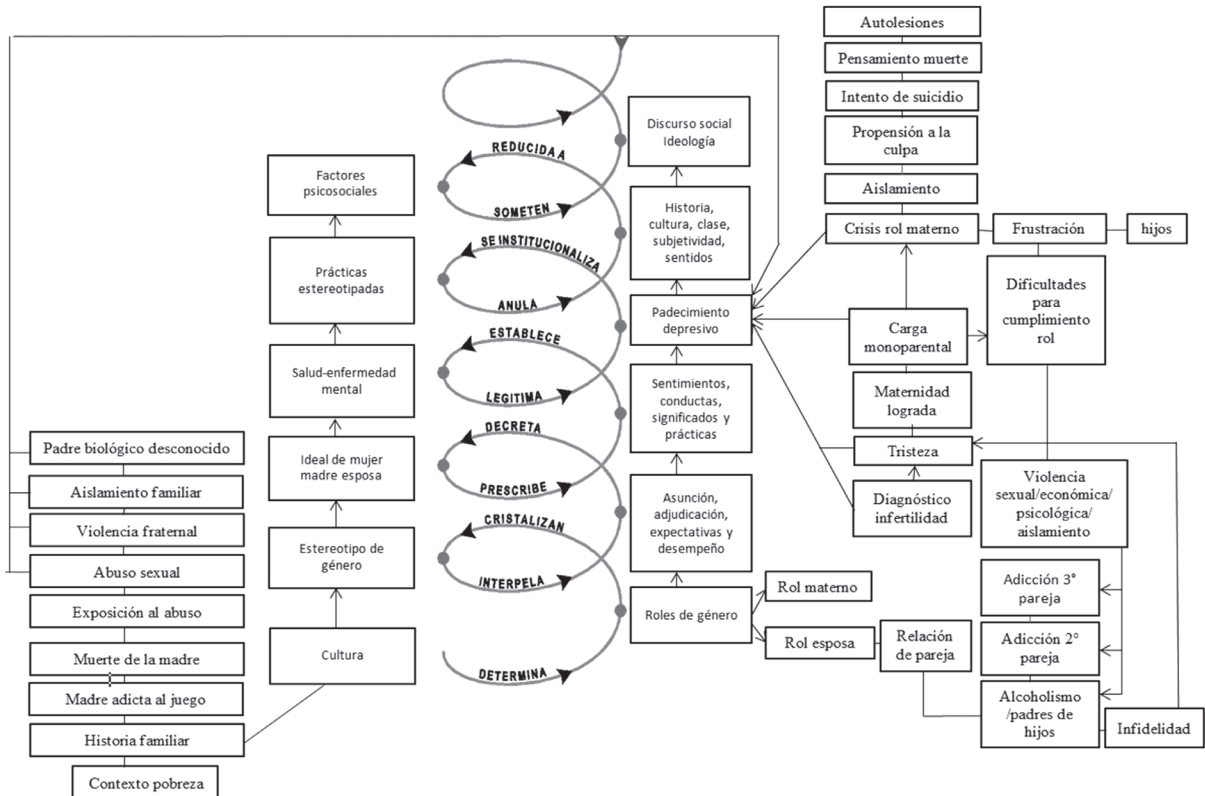 Padre biológico desconocido
Aislamiento familiar
Violencia fraternal
Abuso sexual
Exposición al abuso
Muerte de la madre
Madre adicta al juego
Historia familiar
Contexto pobreza
Factores
psicosociales
Prácticas
estereotipadas
Salud-enfermedad
mental
Ideal de mujer
madre esposa
Estereotipo de
género
Cultura
REDUCIDA A
SOMETEN
SE INSTITUCIONALIZA
ANULA
ESTABLECE
LEGITIMA
DECRETA
PRESCRIBE
CRISTALIZAN
INTERPELA
DETERMINA
Discurso social
Ideología
Historia,
cultura, clase,
subjetividad,
sentidos
Padecimiento
depresivo
Sentimientos,
conductas,
significados y
prácticas
Asunción,
adjudicación,
expectativas y
desempeño
Roles de género
Rol materno
Rol esposa
Relación
de pareja
Autolesiones
Pensamiento muerte
Intento de suicidio
Propensión a la
culpa
Aislamiento
Crisis rol materno
Frustración
hijos
Dificultades
para
cumplimiento
rol
Carga
monoparental
Maternidad
lograda
Tristeza
Diagnóstico
infertilidad
Violencia
sexual/económica/
psicológica/
aislamiento
Adicción 3°
pareja
Adicción 2°
pareja
Alcoholismo
/padres de
hijos
Infidelidad